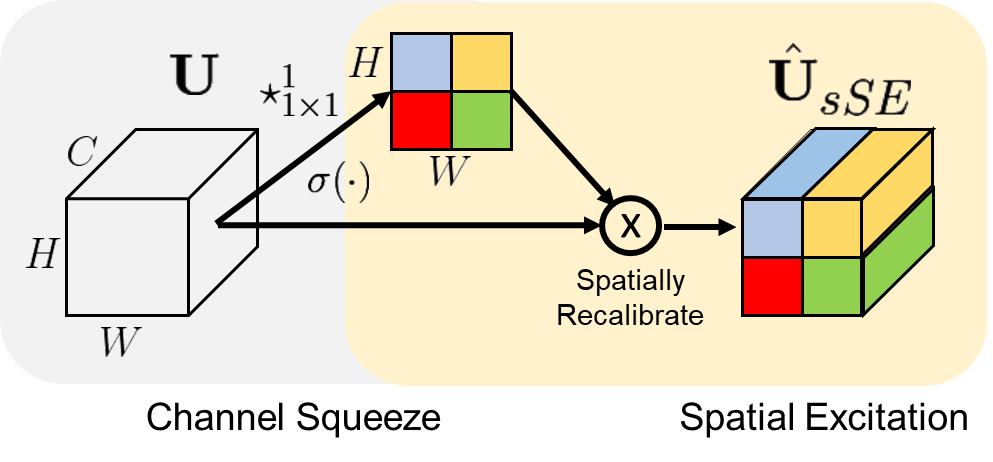 U
⋆¹₁ₓ₁
σ(·)
C
H
W
H
W
X
Spatially
Recalibrate
Û_sSE
Channel Squeeze
Spatial Excitation